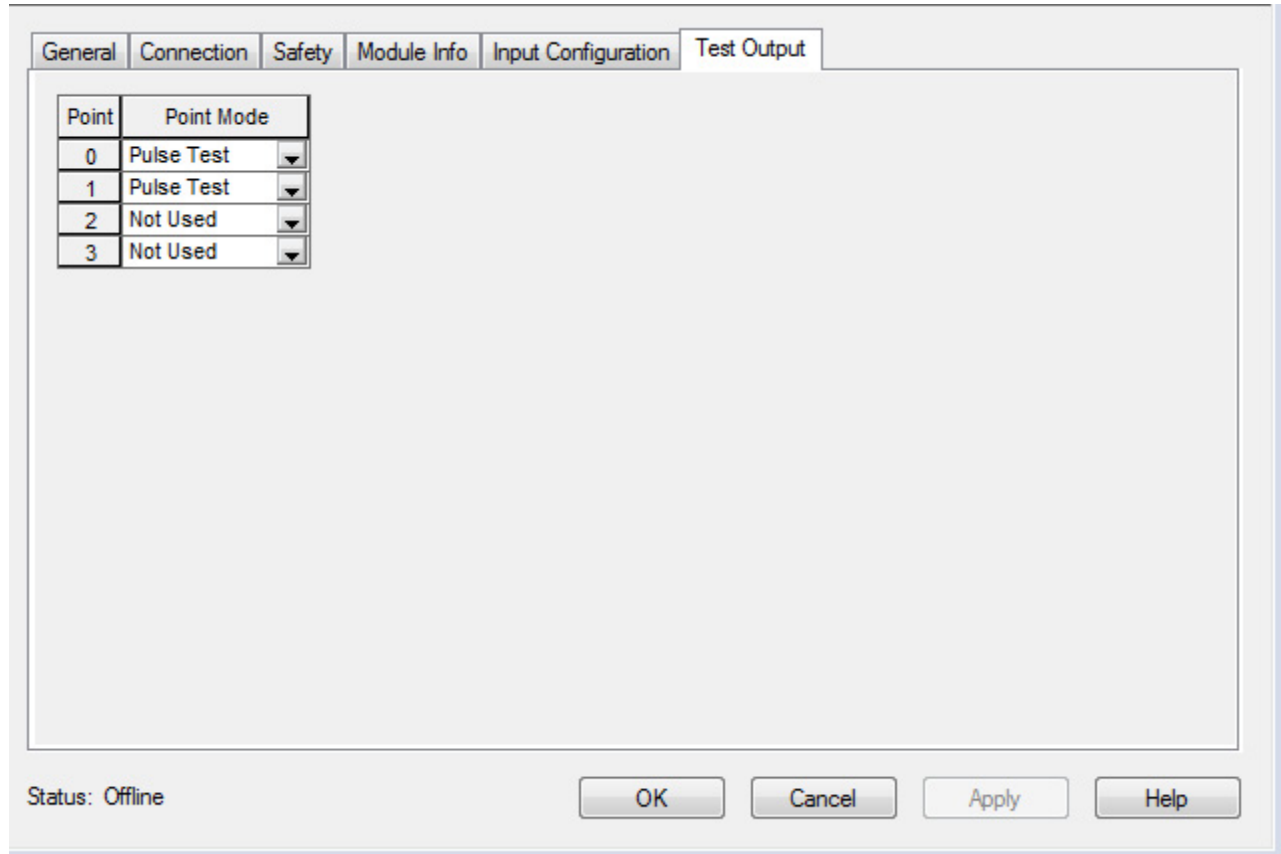 General Connection Safety Module Info Input Configuration Test Output
Point Point Mode
0 Pulse Test
1 Pulse Test
2 Not Used
3 Not Used
Status: Offline OK Cancel Apply Help